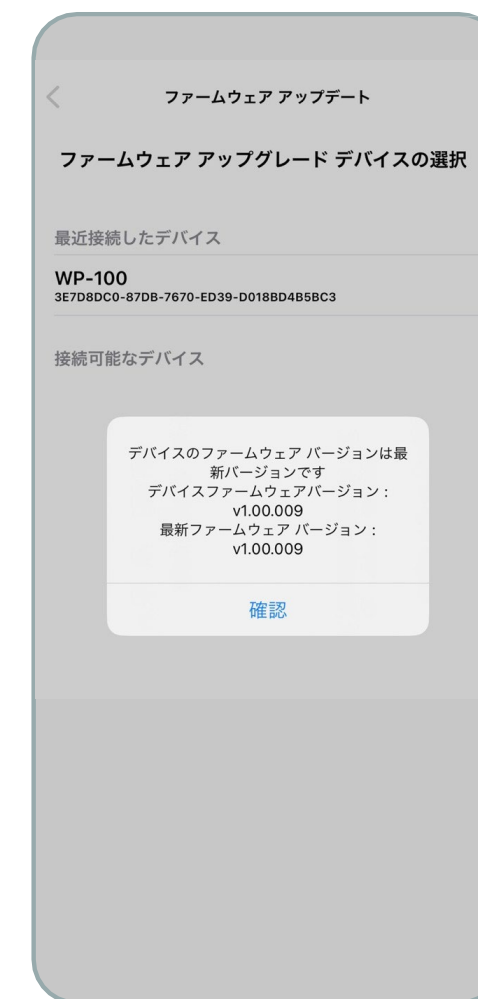 ファームウェア アップデート
ファームウェア アップグレード デバイスの選択
最近接続したデバイス
WP-100
3E7D8DC0-87DB-7670-ED39-D018BD4B5BC3
接続可能なデバイス
デバイスのファームウェア バージョンは最
新バージョンです
デバイスファームウェアバージョン：
v1.00.009
最新ファームウェア バージョン：
v1.00.009
確認